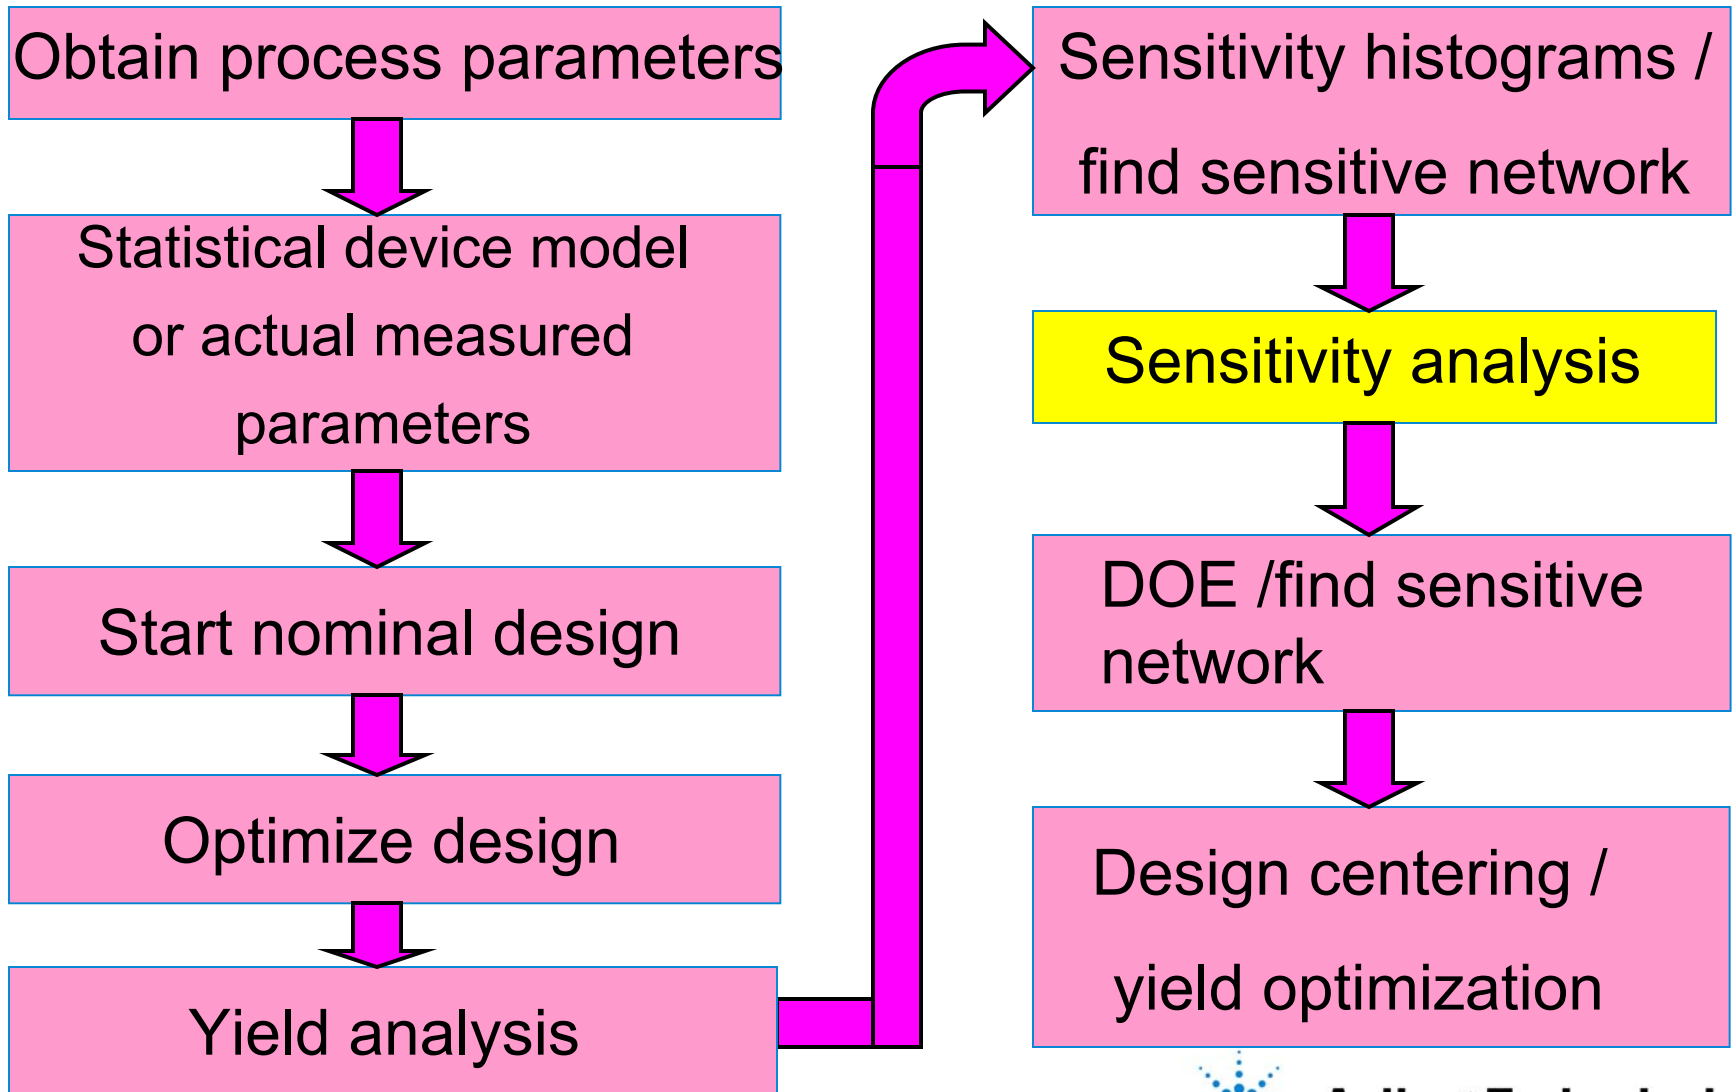 Obtain process parameters
Statistical device model
or actual measured
parameters
Start nominal design
Optimize design
Yield analysis
Sensitivity histograms /
find sensitive network
Sensitivity analysis
DOE /find sensitive
network
Design centering /
yield optimization